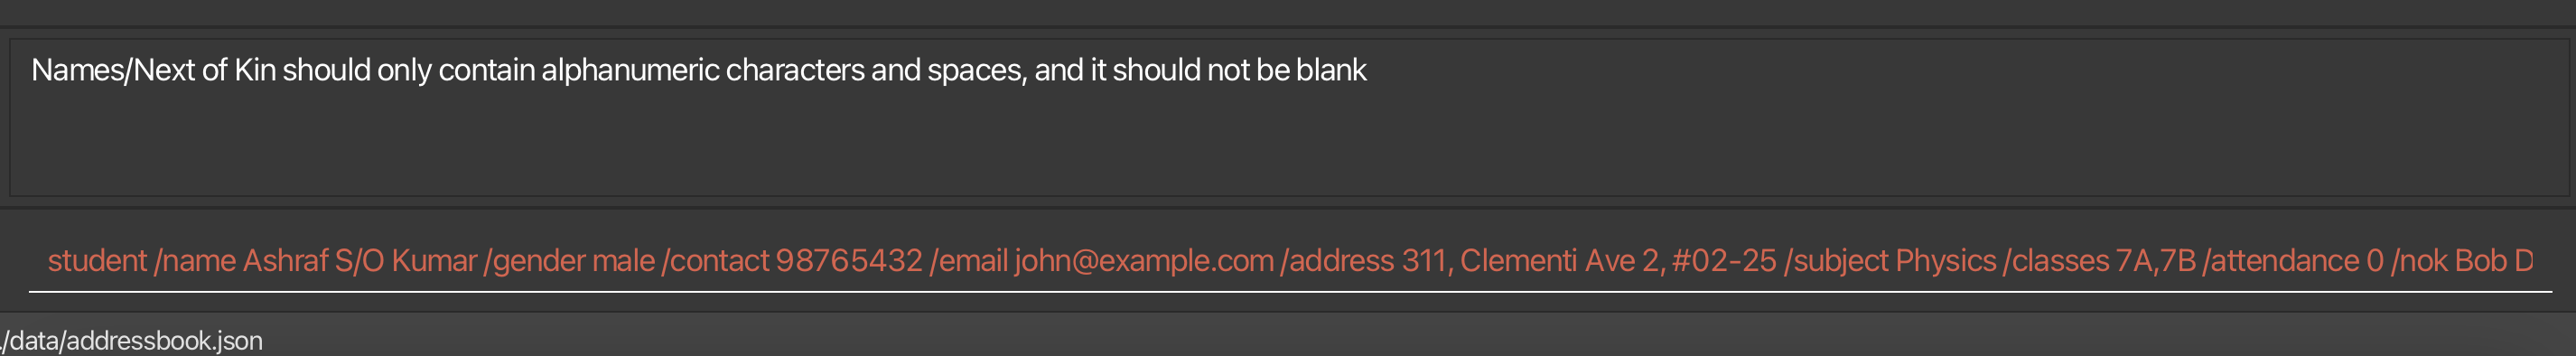 Names/Next of Kin should only contain alphanumeric characters and spaces, and it should not be blank
student /name Ashraf S/O Kumar /gender male /contact 98765432 /email john@example.com /address 311, Clementi Ave 2, #02-25 /subject Physics /classes 7A,7B /attendance 0 /nok Bob D
./data/addressbook.json